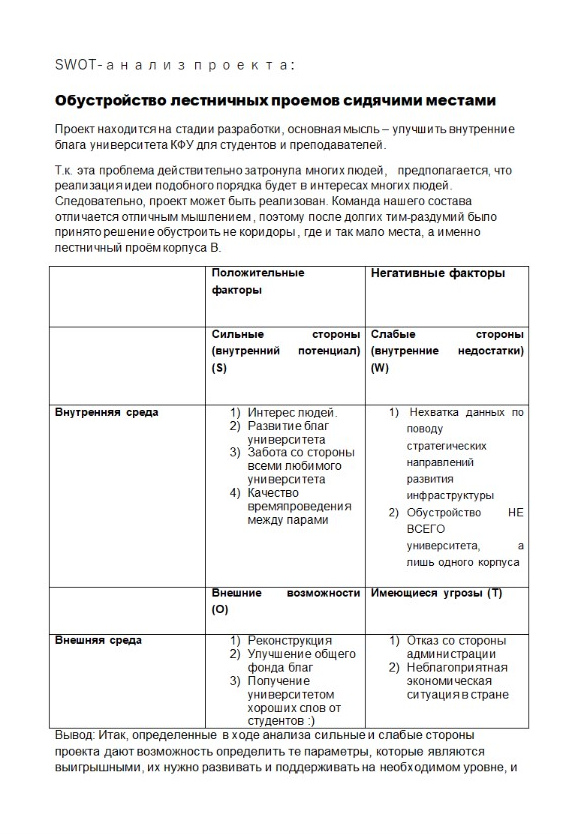 SWOT-анализ проекта:
Обустройство лестничных проемов сидячими местами
Проект находится на стадии разработки, основная мысль – улучшить внутренние
блага университета КФУ для студентов и преподавателей.
Т.к. эта проблема действительно затронула многих людей, предполагается, что
реализация идеи подобного порядка будет в интересах многих людей.
Следовательно, проект может быть реализован. Команда нашего состава
отличается отличным мышлением, поэтому после долгих тим-раздумий было
принято решение обустроить не коридоры, где и так мало места, а именно
лестничный проём корпуса В.
Положительные
факторы
Негативные факторы
Сильные стороны
(внутренний потенциал)
(S)
Слабые стороны
(внутренние недостатки)
(W)
Внутренняя среда
1) Интерес людей.
2) Развитие благ
университета
3) Забота со стороны
всеми любимого
университета
4) Качество
времяпроведения
между парами
1) Нехватка данных по
поводу
стратегических
направлений
развития
инфраструктуры
2) Обустройство НЕ
ВСЕГО
университета, а
лишь одного корпуса
Внешние возможности
(O)
Имеющиеся угрозы (T)
Внешняя среда
1) Реконструкция
2) Улучшение общего
фонда благ
3) Получение
университетом
хороших слов от
студентов :)
1) Отказ со стороны
администрации
2) Неблагоприятная
экономическая
ситуация в стране
Вывод: Итак, определенные в ходе анализа сильные и слабые стороны
проекта дают возможность определить те параметры, которые являются
выигрышными, их нужно развивать и поддерживать на необходимом уровне, и